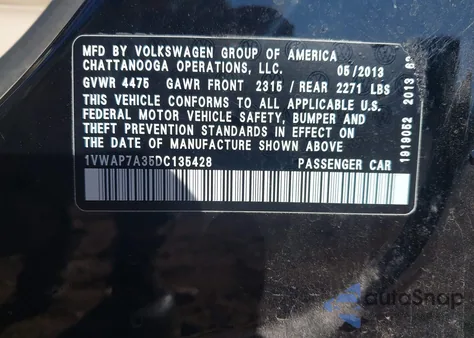 MFD BY VOLKSWAGEN GROUP OF AMERICA
CHATTANOOGA OPERATIONS, LLC. 05/2013
GVWR 4475 GAWR FRONT 2315 / REAR 2271 LBS
THIS VEHICLE CONFORMS TO ALL APPLICABLE U.S.
FEDERAL MOTOR VEHICLE SAFETY, BUMPER AND
THEFT PREVENTION STANDARDS IN EFFECT ON
THE DATE OF MANUFACTURE SHOWN ABOVE
1VWAP7A35DC135428 PASSENGER CAR
1919052 2013
autoSnap